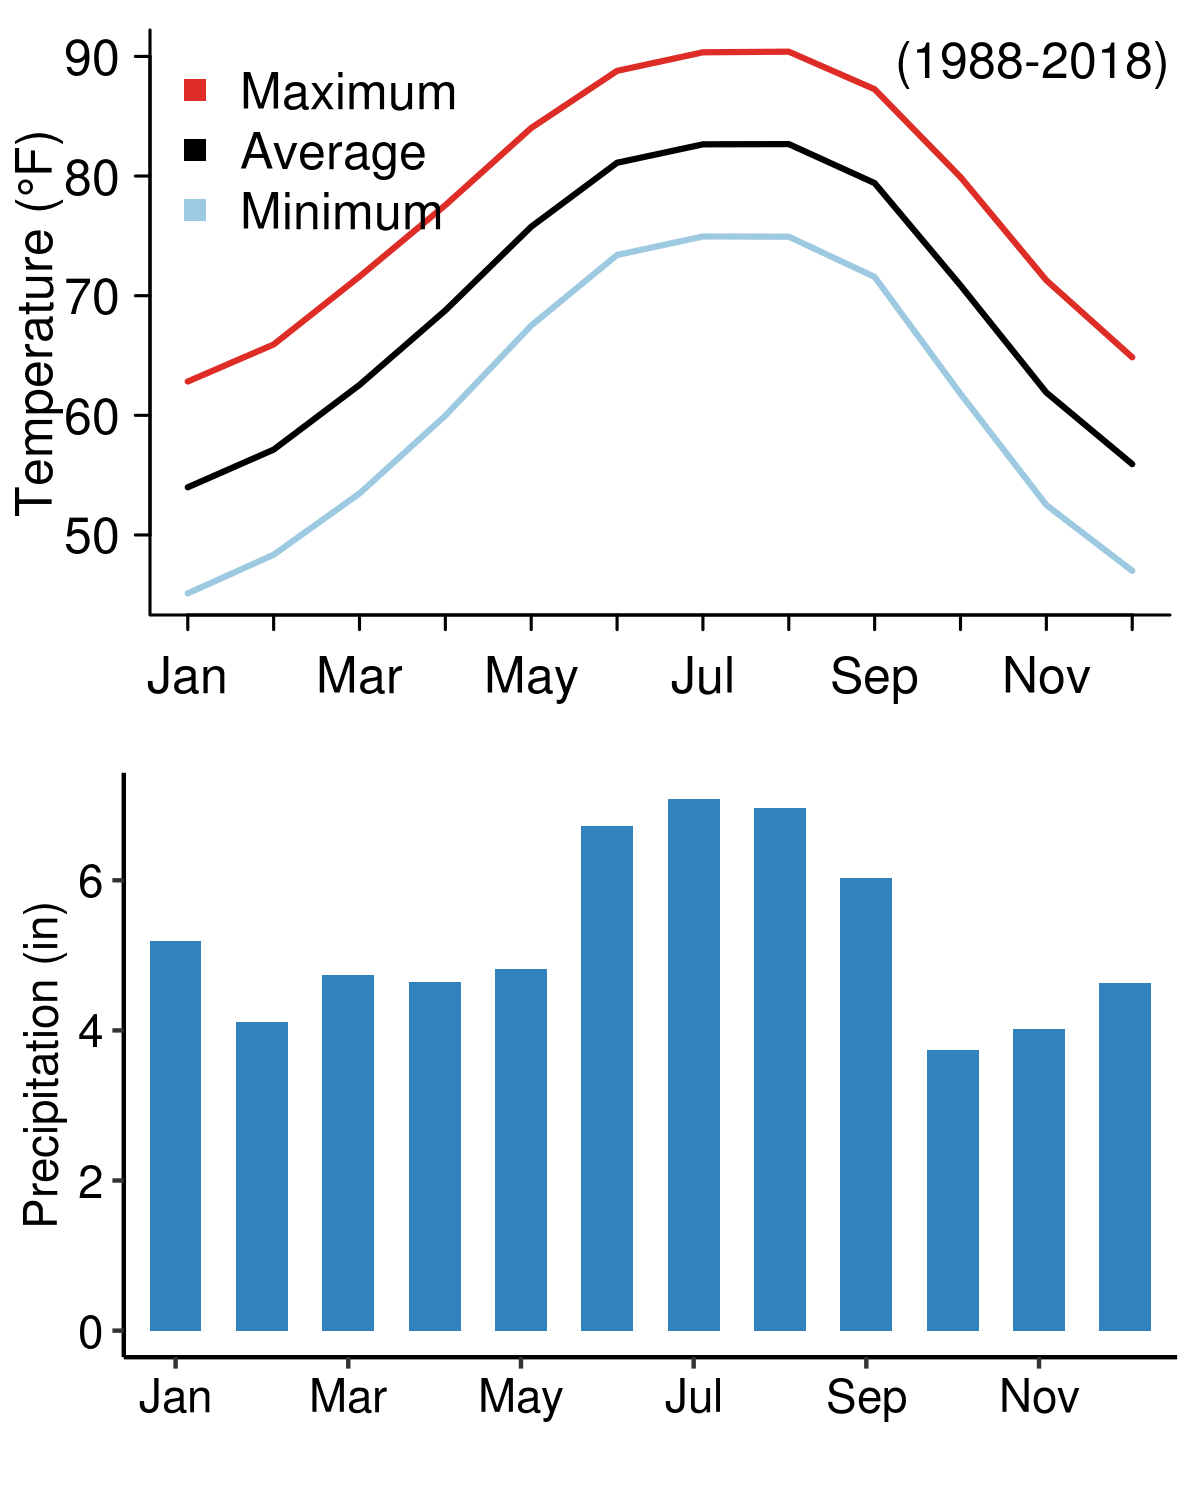 (1988-2018)
Maximum
Average
Minimum
Temperature (°F)
90
80
70
60
50
Jan Mar May Jul Sep Nov
Precipitation (in)
6
4
2
0
Jan Mar May Jul Sep Nov